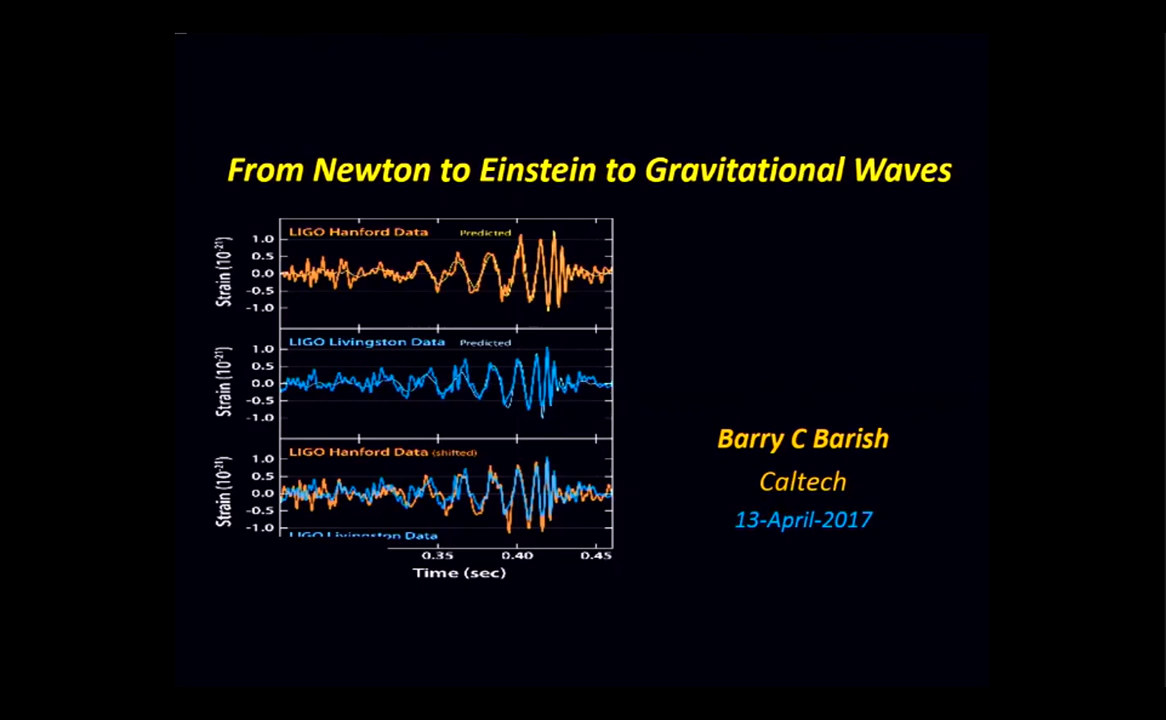 From Newton to Einstein to Gravitational Waves
LIGO Hanford Data Predicted
1.0
0.5
0.0
-0.5
-1.0
Strain (10⁻²¹)
LIGO Livingston Data Predicted
1.0
0.5
0.0
-0.5
-1.0
Strain (10⁻²¹)
LIGO Hanford Data (shifted)
1.0
0.5
0.0
-0.5
-1.0
Strain (10⁻²¹)
LIGO Livingston Data
0.35 0.40 0.45
Time (sec)
Barry C Barish
Caltech
13-April-2017